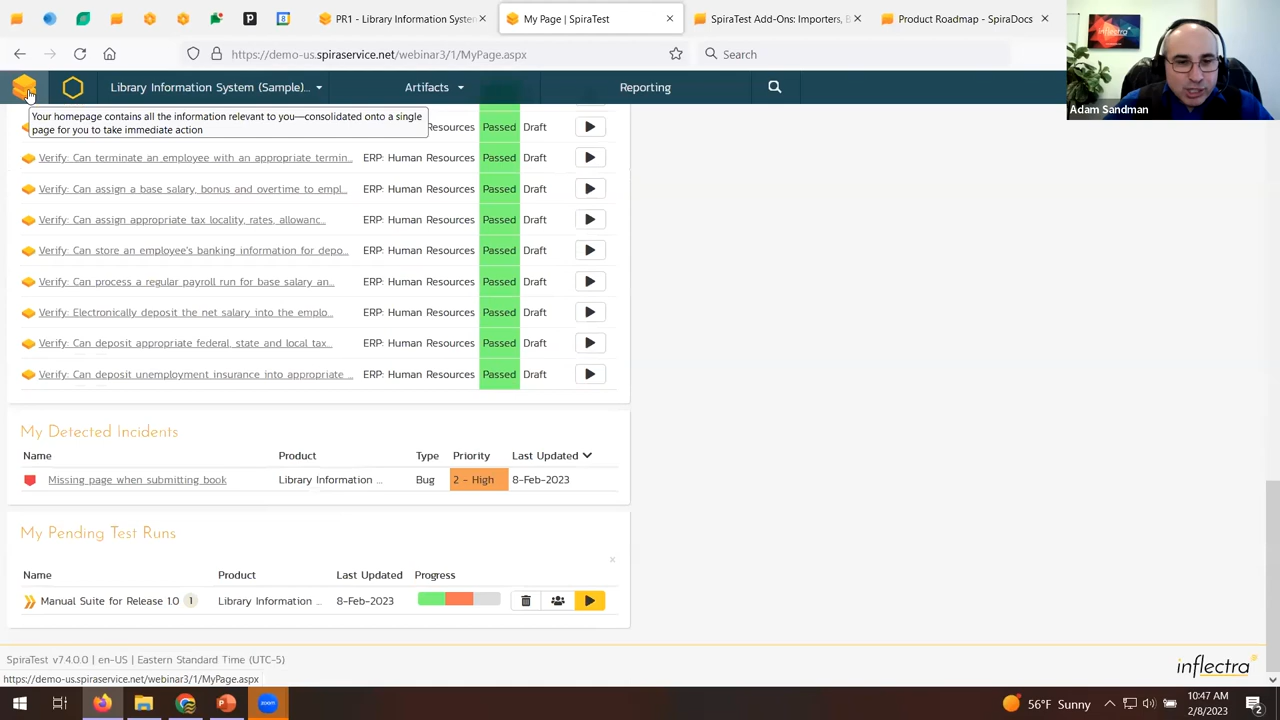 PR1 - Library Information Syste
My Page | SpiraTest
SpiraTest Add-Ons: Importers, B
Product Roadmap - SpiraDocs
https://demo-us.spiraservice.net/webinar3/1/MyPage.aspx
Search
inflectra
Adam Sandman
Library Information System (Sample)...
Artifacts
Reporting
Your homepage contains all the information relevant to you—consolidated onto a single
page for you to take immediate action
Resources Passed Draft
Verify: Can terminate an employee with an appropriate termin... ERP: Human Resources Passed Draft
Verify: Can assign a base salary, bonus and overtime to empl... ERP: Human Resources Passed Draft
Verify: Can assign appropriate tax locality, rates, allowanc... ERP: Human Resources Passed Draft
Verify: Can store an employee's banking information for depo... ERP: Human Resources Passed Draft
Verify: Can process a regular payroll run for base salary an... ERP: Human Resources Passed Draft
Verify: Electronically deposit the net salary into the emplo... ERP: Human Resources Passed Draft
Verify: Can deposit appropriate federal, state and local tax... ERP: Human Resources Passed Draft
Verify: Can deposit unemployment insurance into appropriate ... ERP: Human Resources Passed Draft
My Detected Incidents
Name Product Type Priority Last Updated
Missing page when submitting book Library Information ... Bug 2 - High 8-Feb-2023
My Pending Test Runs
Name Product Last Updated Progress
Manual Suite for Release 1.0 1 Library Information ... 8-Feb-2023
SpiraTest v7.4.0.0 | en-US | Eastern Standard Time (UTC-5)
inflectra
https://demo-us.spiraservice.net/webinar3/1/MyPage.aspx
zoom
56°F Sunny
10:47 AM
2/8/2023
2